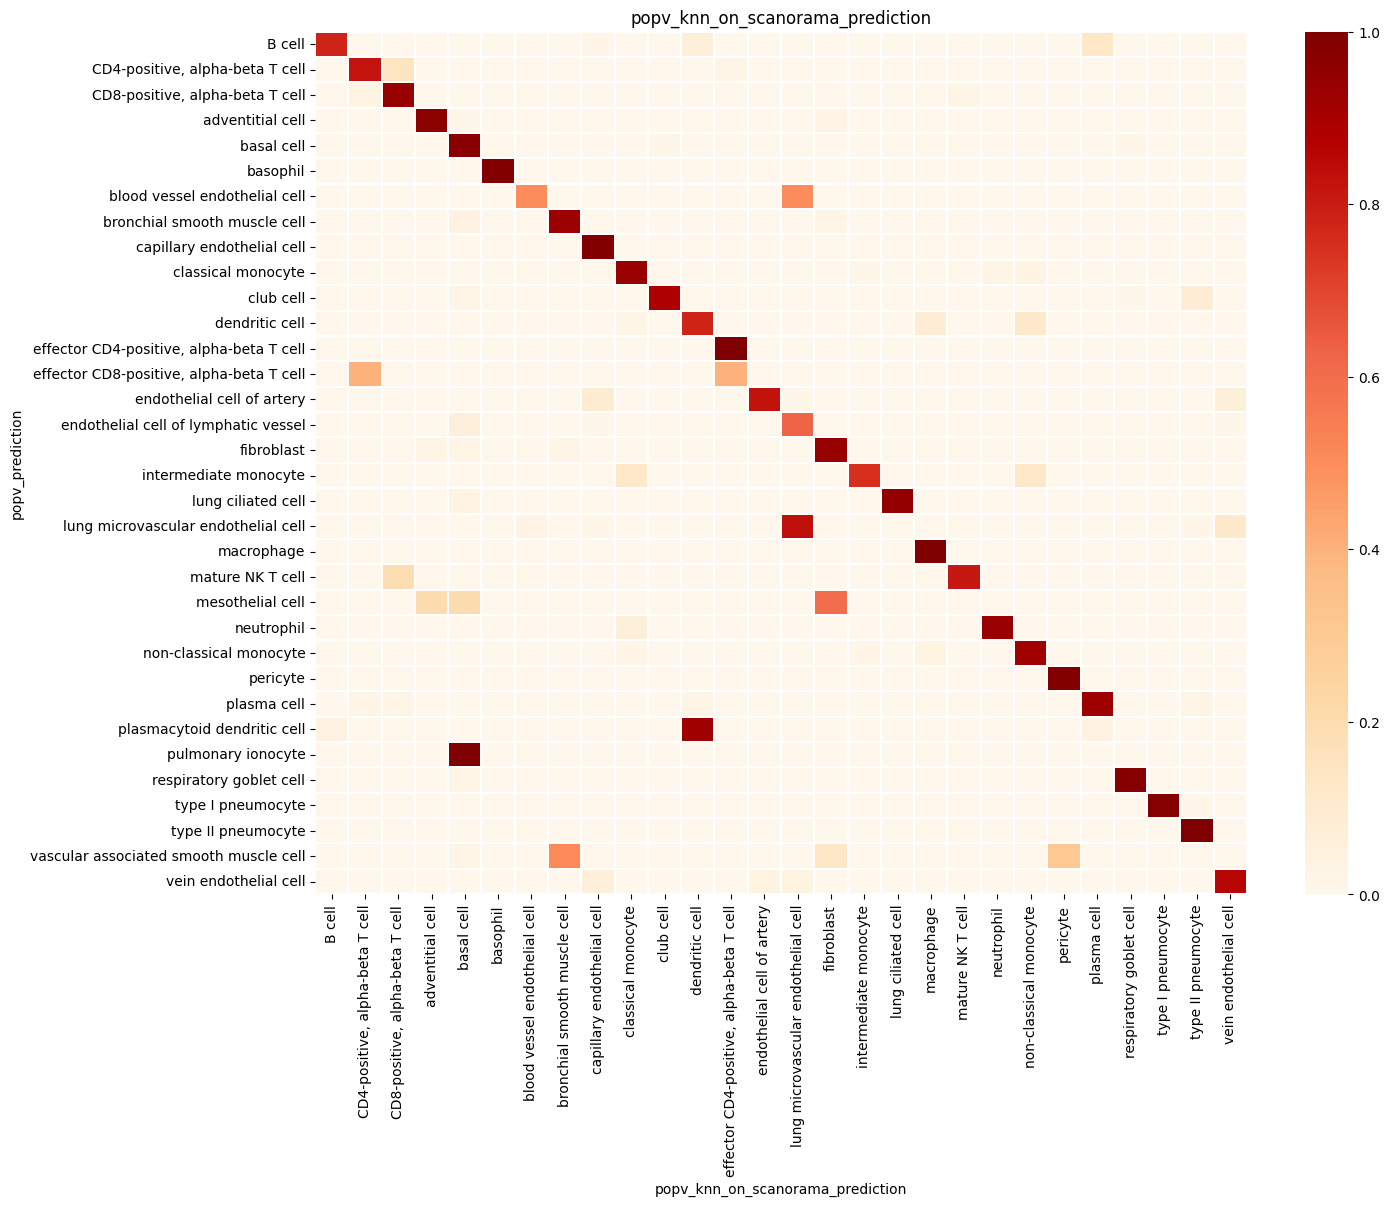 popv_knn_on_scanorama_prediction
B cell
CD4-positive, alpha-beta T cell
CD8-positive, alpha-beta T cell
adventitial cell
basal cell
basophil
blood vessel endothelial cell
bronchial smooth muscle cell
capillary endothelial cell
classical monocyte
club cell
dendritic cell
effector CD4-positive, alpha-beta T cell
effector CD8-positive, alpha-beta T cell
endothelial cell of artery
endothelial cell of lymphatic vessel
fibroblast
intermediate monocyte
lung ciliated cell
lung microvascular endothelial cell
macrophage
mature NK T cell
mesothelial cell
neutrophil
non-classical monocyte
pericyte
plasma cell
plasmacytoid dendritic cell
pulmonary ionocyte
respiratory goblet cell
type I pneumocyte
type II pneumocyte
vascular associated smooth muscle cell
vein endothelial cell
popv_prediction
B cell
CD4-positive, alpha-beta T cell
CD8-positive, alpha-beta T cell
adventitial cell
basal cell
basophil
blood vessel endothelial cell
bronchial smooth muscle cell
capillary endothelial cell
classical monocyte
club cell
dendritic cell
effector CD4-positive, alpha-beta T cell
endothelial cell of artery
lung microvascular endothelial cell
fibroblast
intermediate monocyte
lung ciliated cell
macrophage
mature NK T cell
neutrophil
non-classical monocyte
pericyte
plasma cell
respiratory goblet cell
type I pneumocyte
type II pneumocyte
vein endothelial cell
popv_knn_on_scanorama_prediction
1.0
0.8
0.6
0.4
0.2
0.0